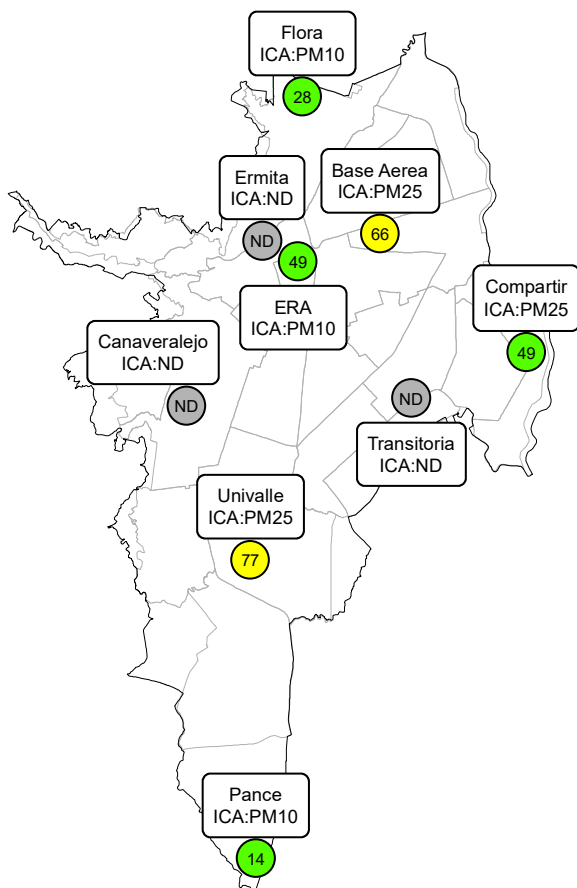 Flora
ICA:PM10
28
Ermita
ICA:ND
ND
Base Aerea
ICA:PM25
66
49
ERA
ICA:PM10
Compartir
ICA:PM25
49
Canaveralejo
ICA:ND
ND
ND
Transitoria
ICA:ND
Univalle
ICA:PM25
77
Pance
ICA:PM10
14